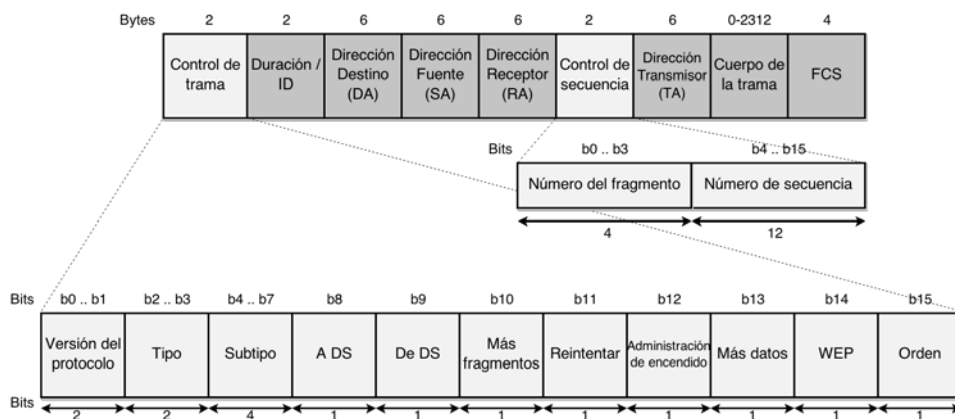 Bytes 2 2 6 6 6 2 6 0-2312 4
Control de trama
Duración / ID
Dirección Destino (DA)
Dirección Fuente (SA)
Dirección Receptor (RA)
Control de secuencia
Dirección Transmisor (TA)
Cuerpo de la trama
FCS
Bits b0 .. b3 b4 .. b15
Número del fragmento Número de secuencia
4 12
Bits b0 .. b1 b2 .. b3 b4 .. b7 b8 b9 b10 b11 b12 b13 b14 b15
Versión del protocolo
Tipo
Subtipo
A DS
De DS
Más fragmentos
Reintentar
Administración de encendido
Más datos
WEP
Orden
Bits 2 2 4 1 1 1 1 1 1 1 1